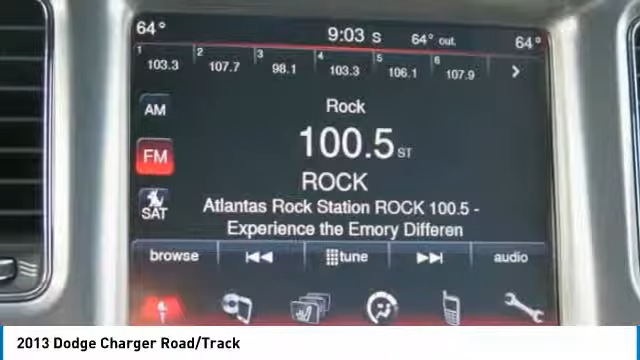 64° 9:03 S 64° out. 64°
1 2 3 4 5 6
103.3 107.7 98.1 103.3 106.1 107.9
AM Rock
FM 100.5 ST
ROCK
SAT Atlantas Rock Station ROCK 100.5 -
Experience the Emory Differen
browse tune audio
2013 Dodge Charger Road/Track